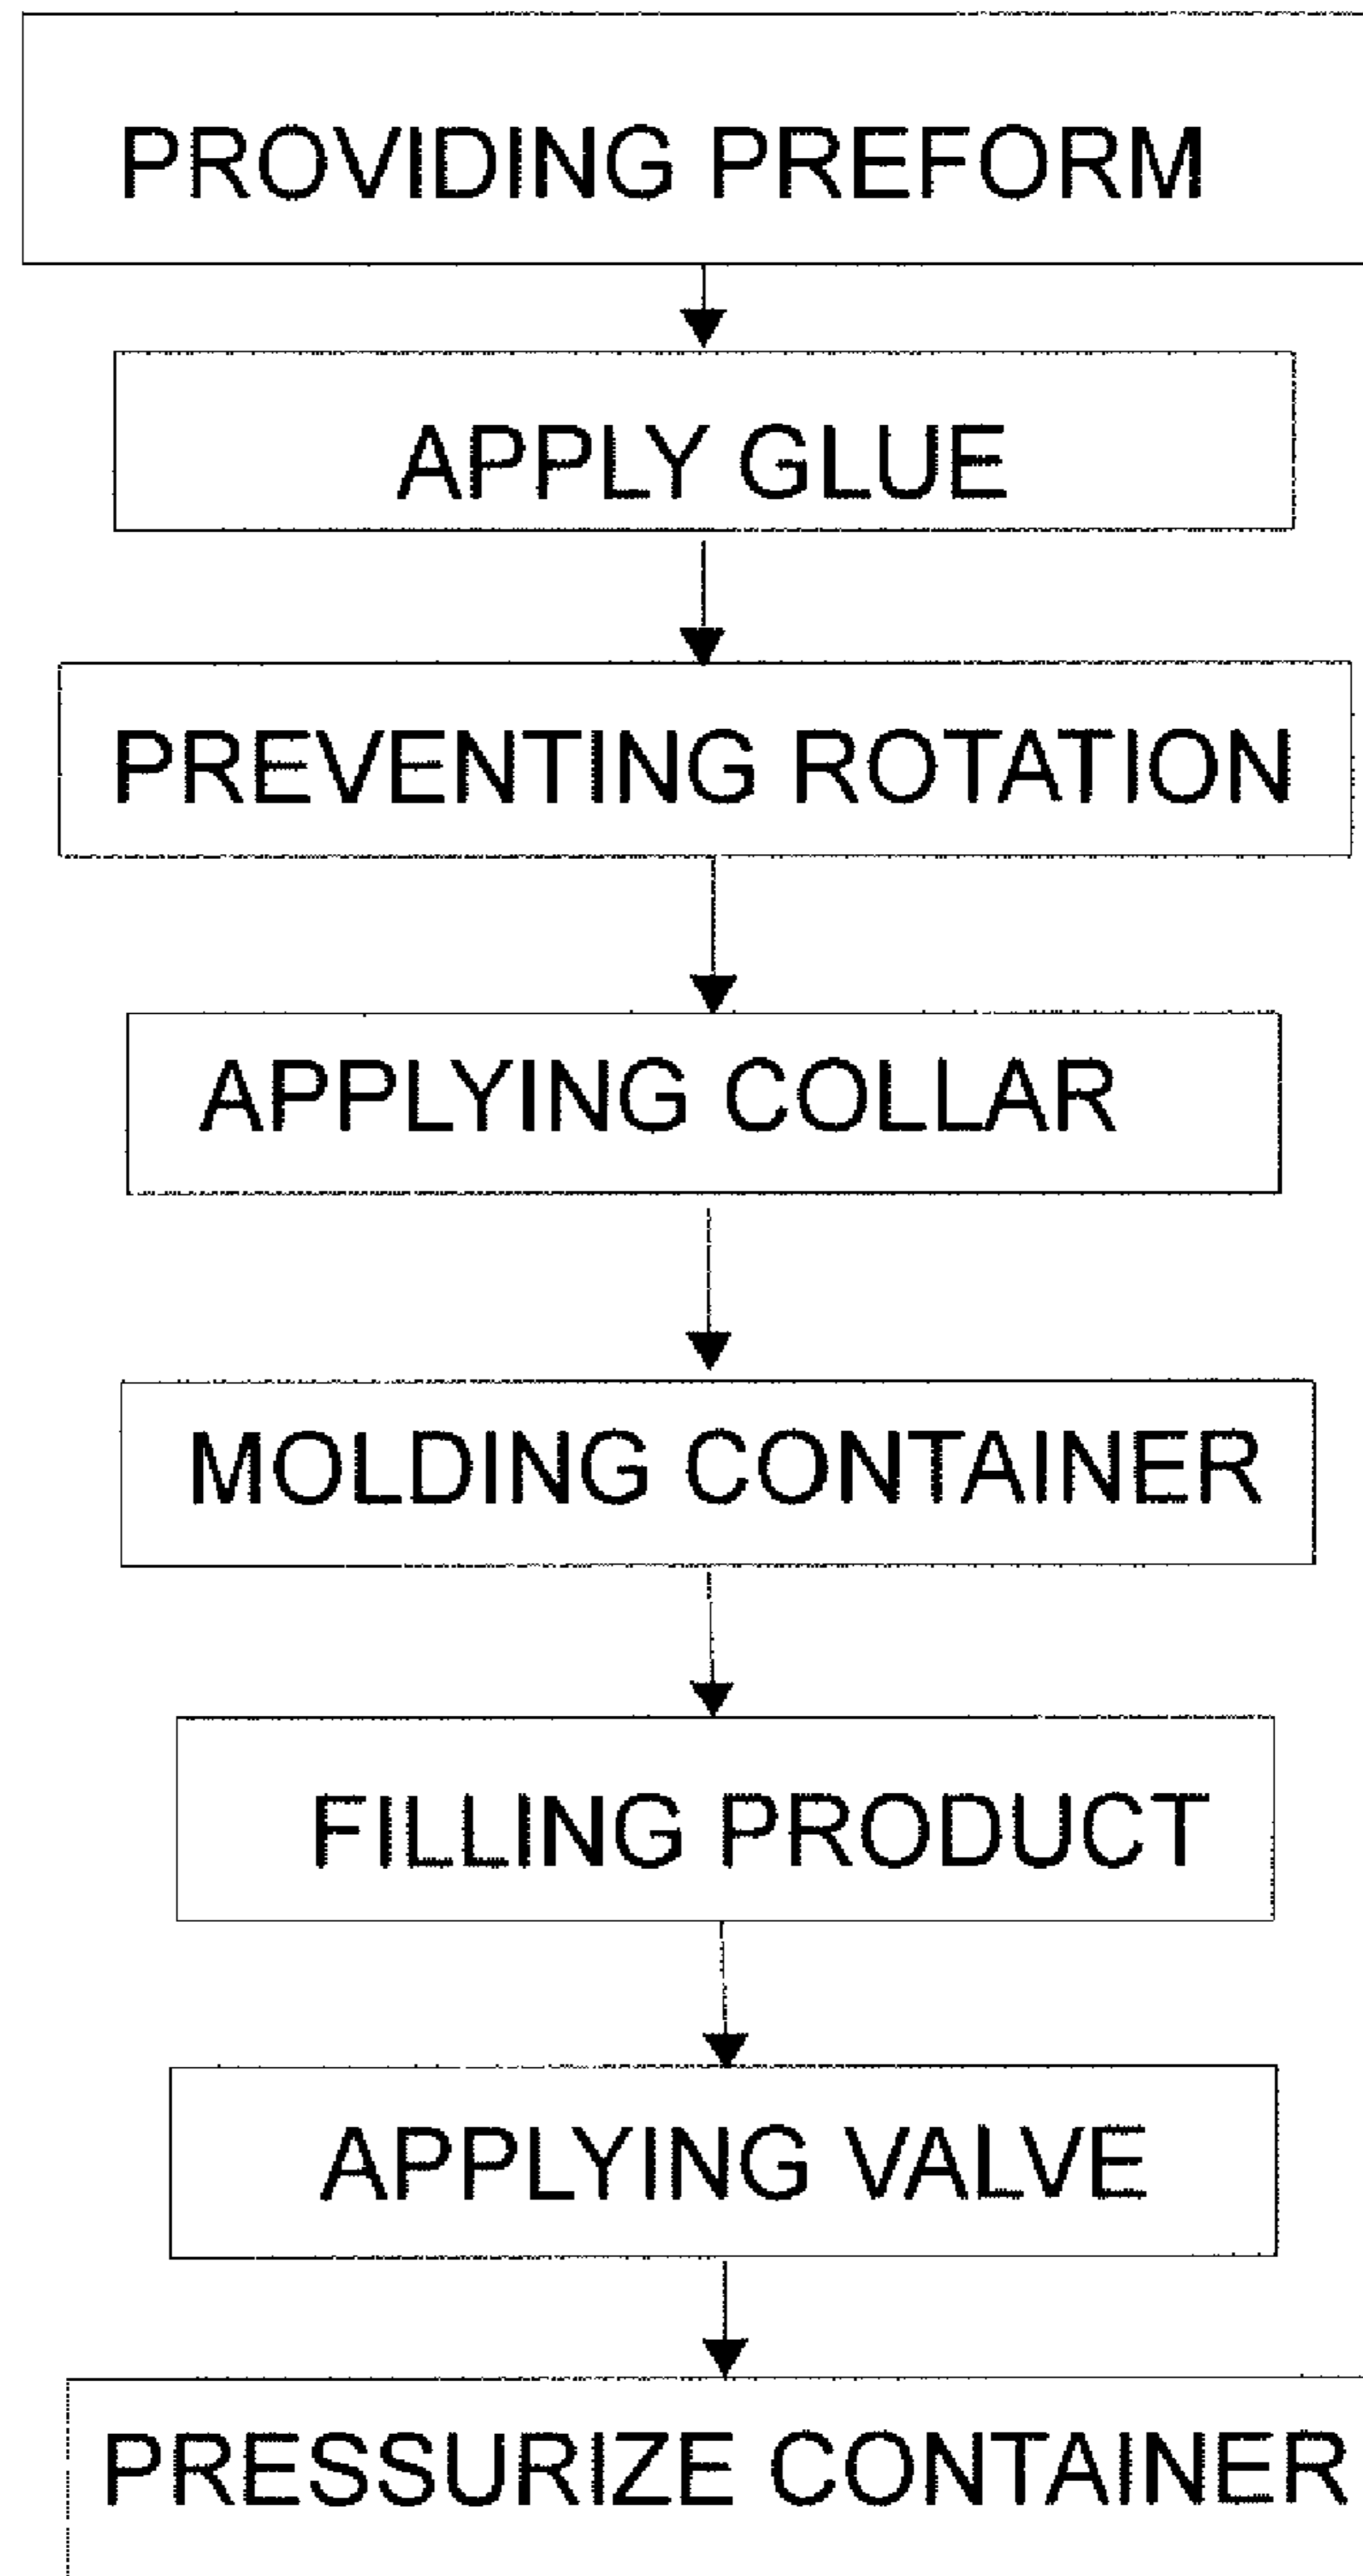 PROVIDING PREFORM
APPLY GLUE
PREVENTING ROTATION
APPLYING COLLAR
MOLDING CONTAINER
FILLING PRODUCT
APPLYING VALVE
PRESSURIZE CONTAINER